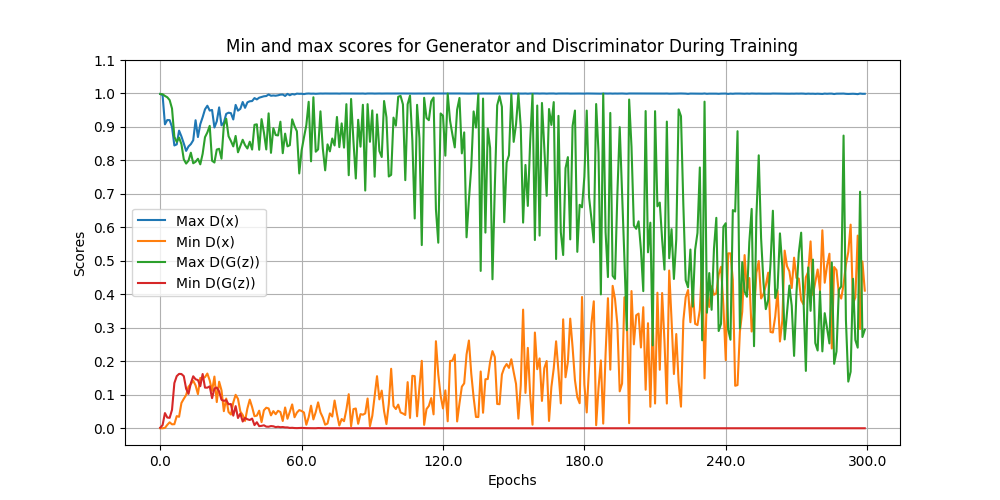 Min and max scores for Generator and Discriminator During Training
1.1
1.0
0.9
0.8
0.7
0.6
0.5
0.4
0.3
0.2
0.1
0.0
Scores
Max D(x)
Min D(x)
Max D(G(z))
Min D(G(z))
0.0 60.0 120.0 180.0 240.0 300.0
Epochs